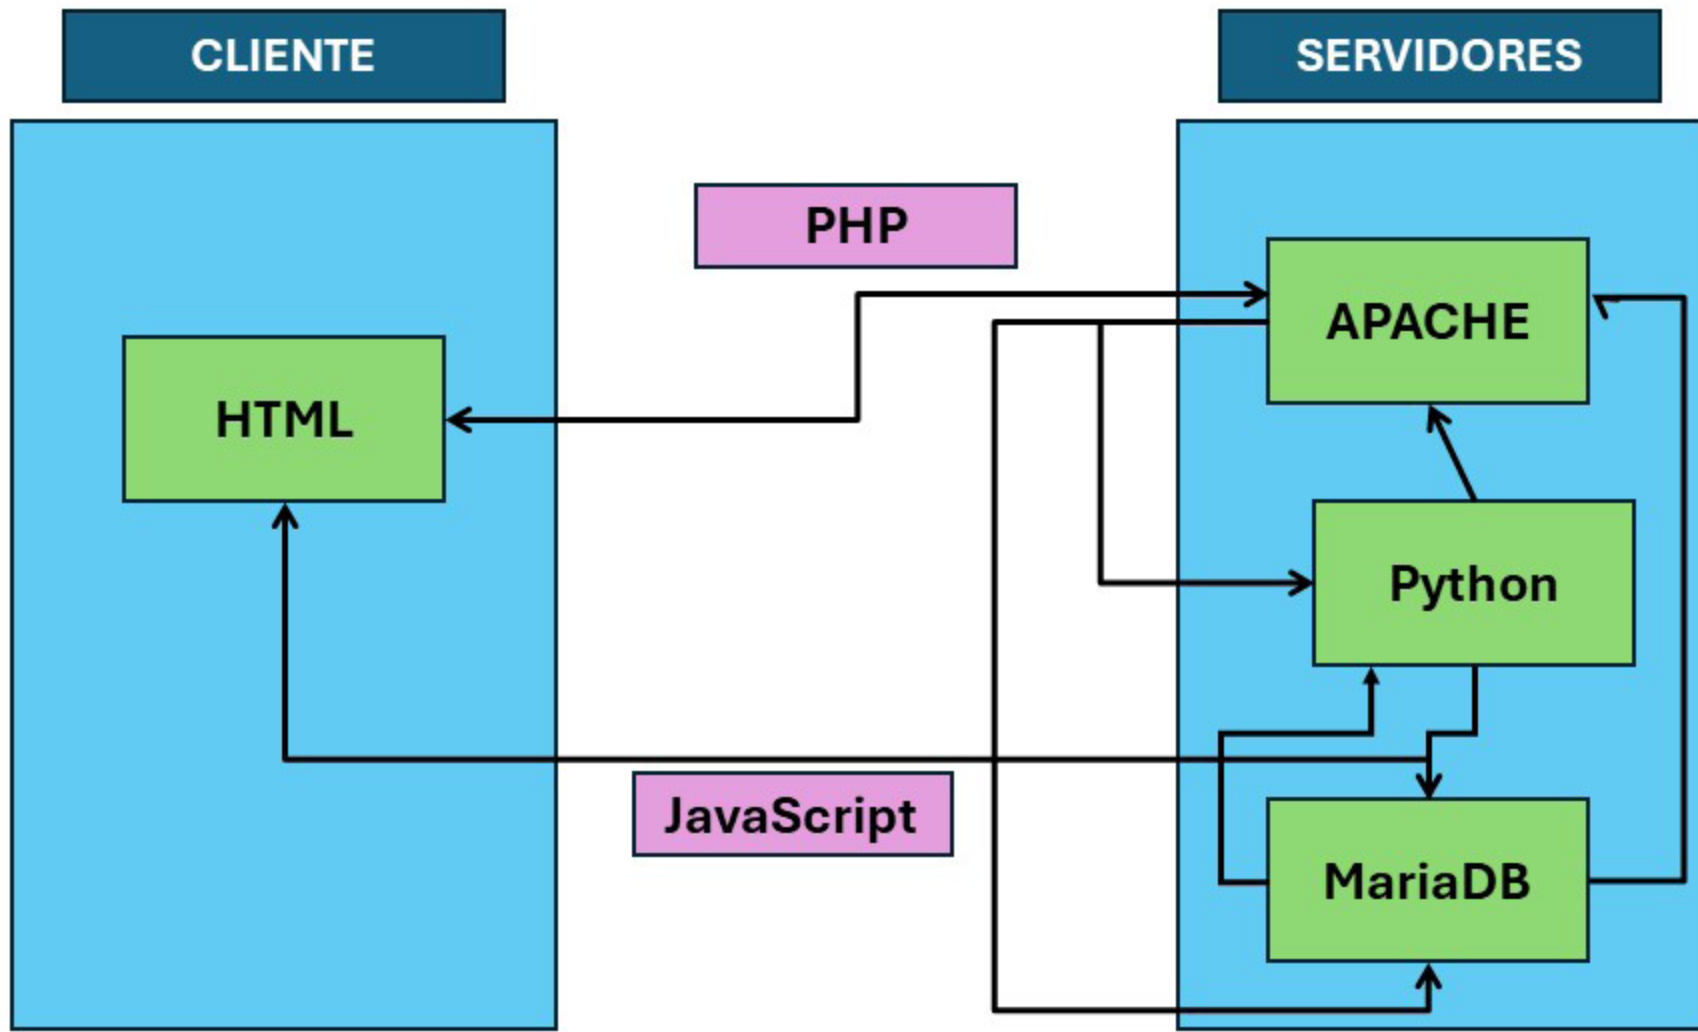 CLIENTE
SERVIDORES
PHP
APACHE
HTML
Python
JavaScript
MariaDB